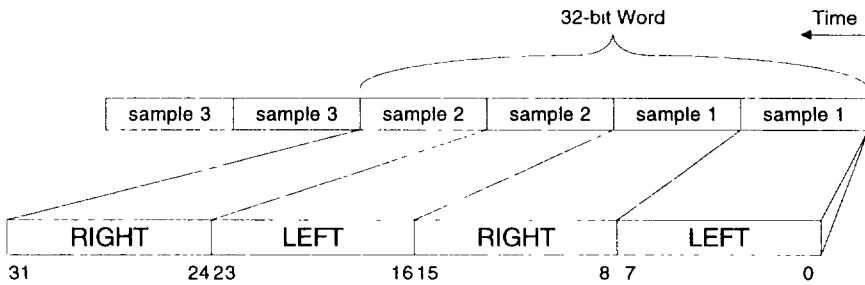 32-bit Word
Time
sample 3 sample 3 sample 2 sample 2 sample 1 sample 1
RIGHT LEFT RIGHT LEFT
31 24 23 16 15 8 7 0